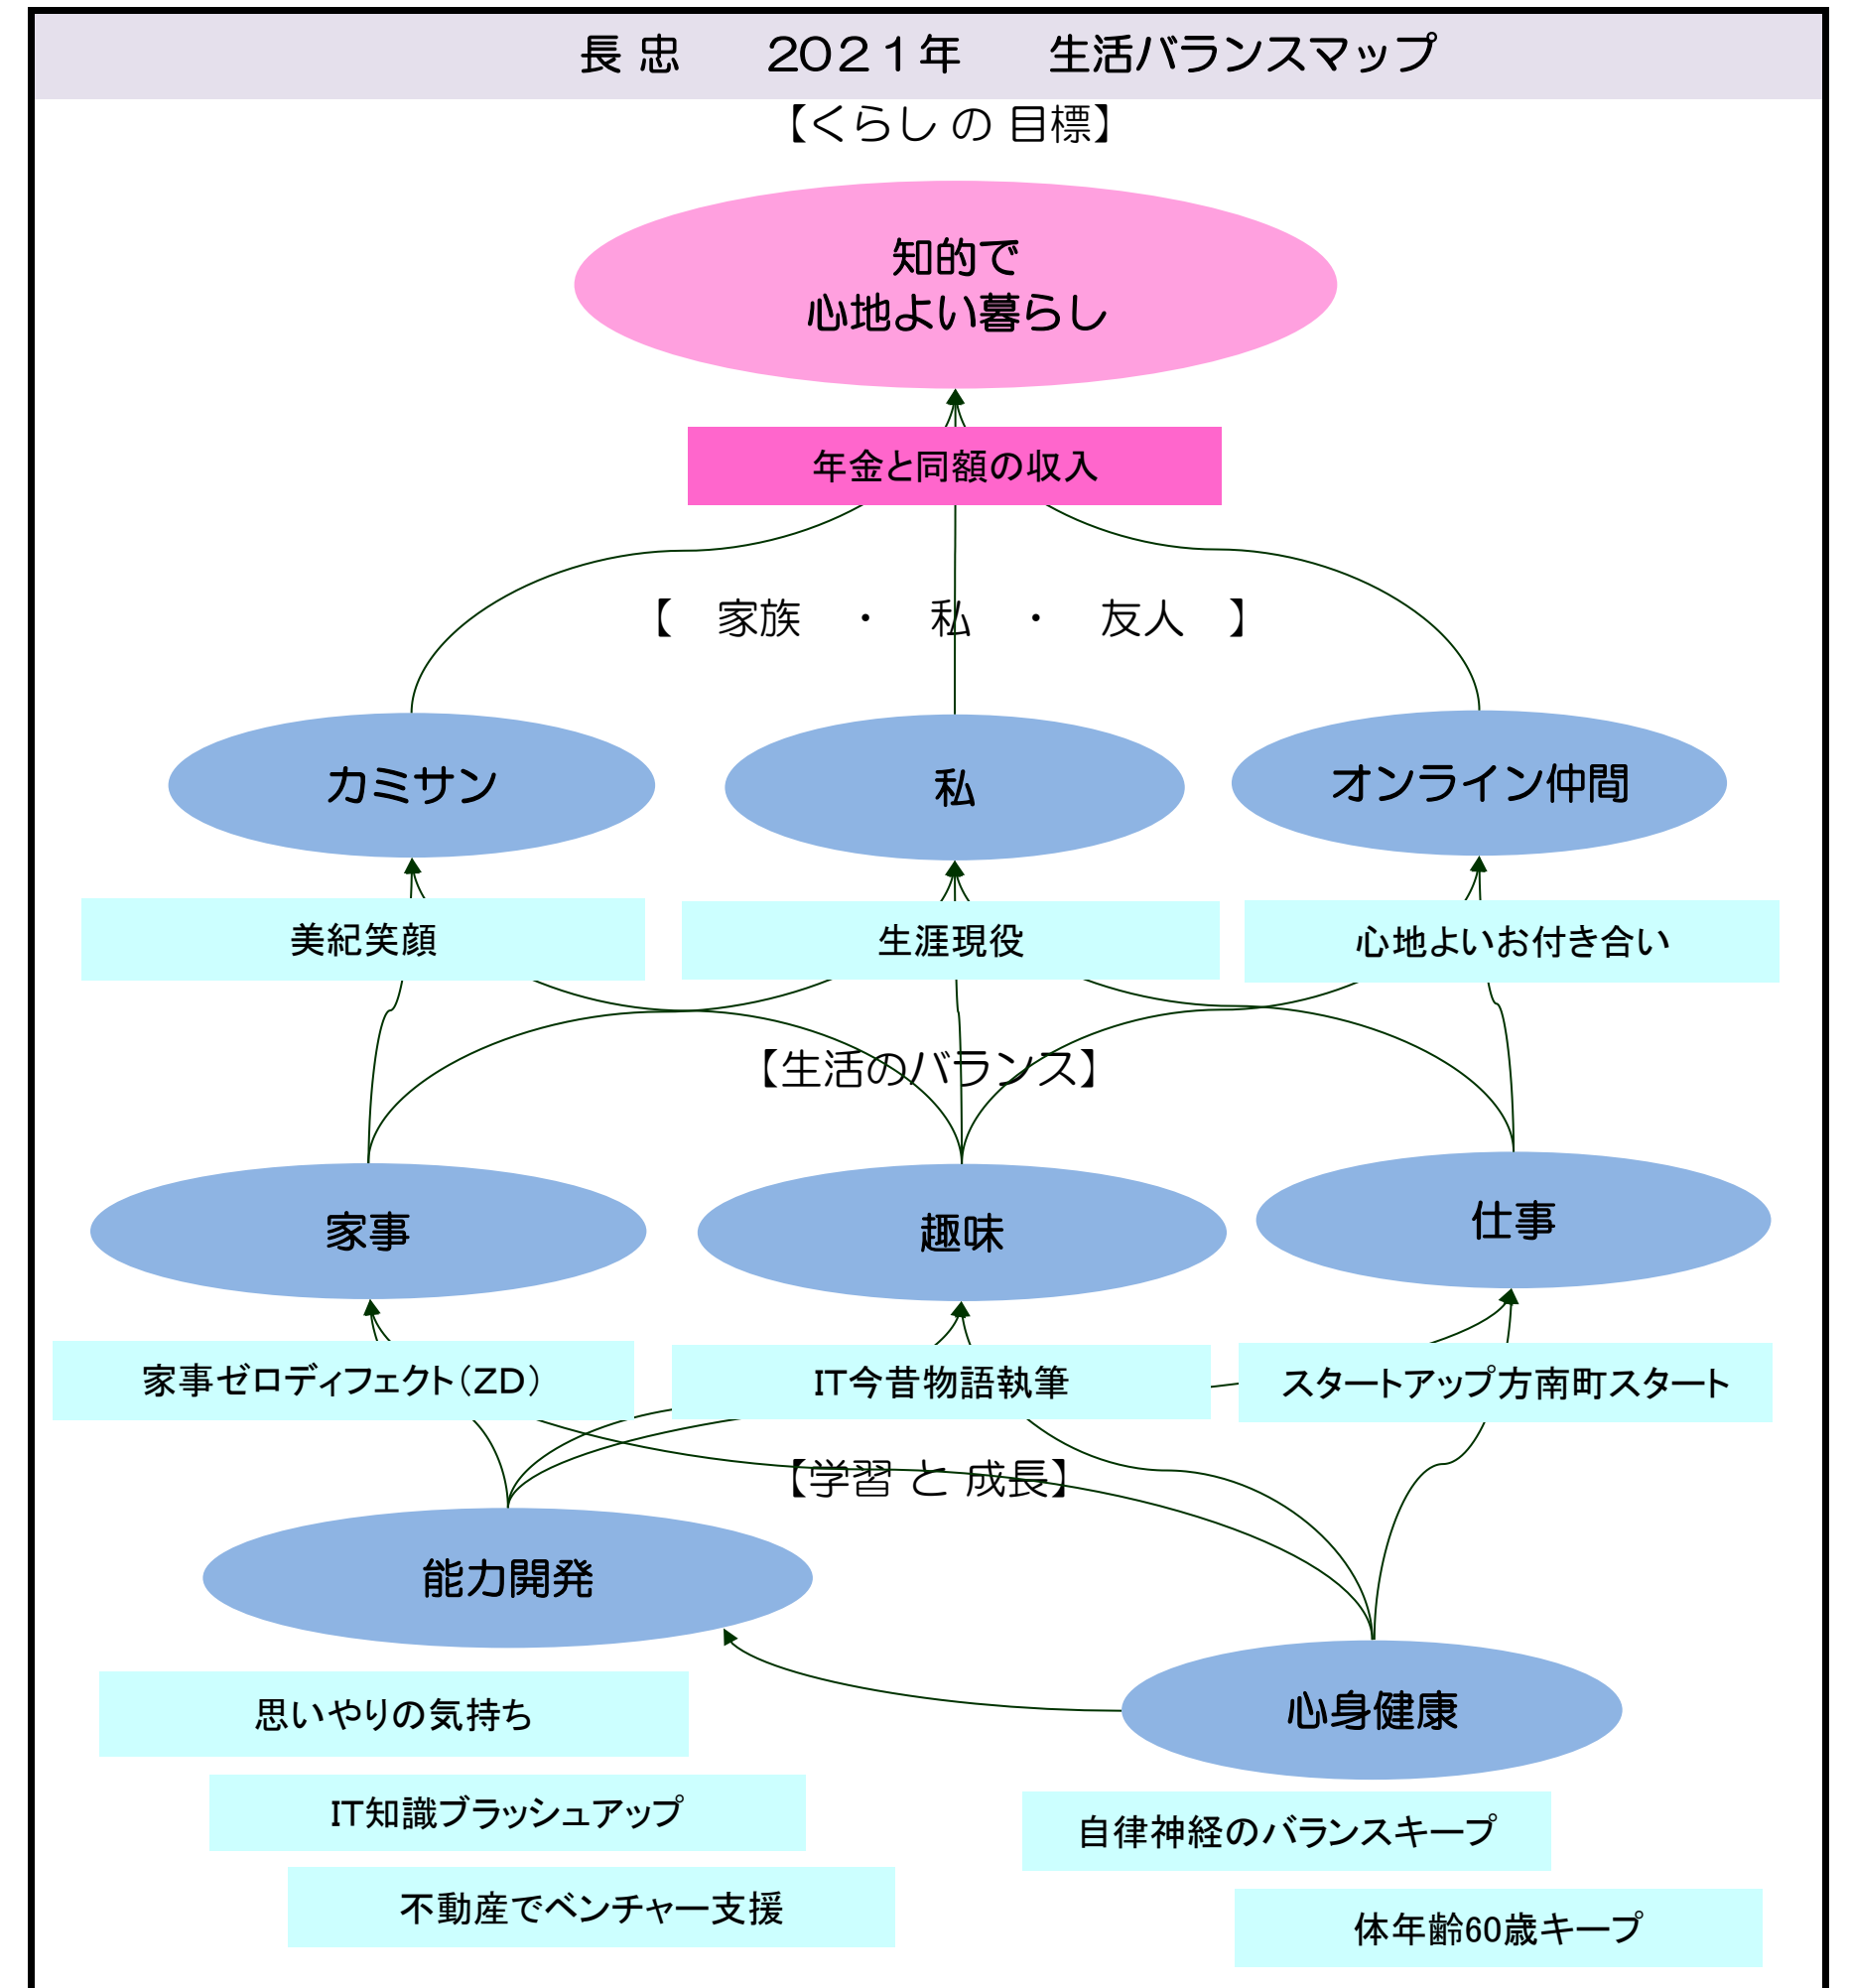 長 忠　　2021年　　生活バランスマップ
【くらし の 目標】
知的で
心地よい暮らし
年金と同額の収入
【　家族　・　私　・　友人　】
カミサン
私
オンライン仲間
美紀笑顔
生涯現役
心地よいお付き合い
【生活のバランス】
家事
趣味
仕事
家事ゼロディフェクト（ZD）
IT今昔物語執筆
スタートアップ方南町スタート
【学習 と 成長】
能力開発
心身健康
思いやりの気持ち
IT知識ブラッシュアップ
自律神経のバランスキープ
不動産でベンチャー支援
体年齢60歳キープ